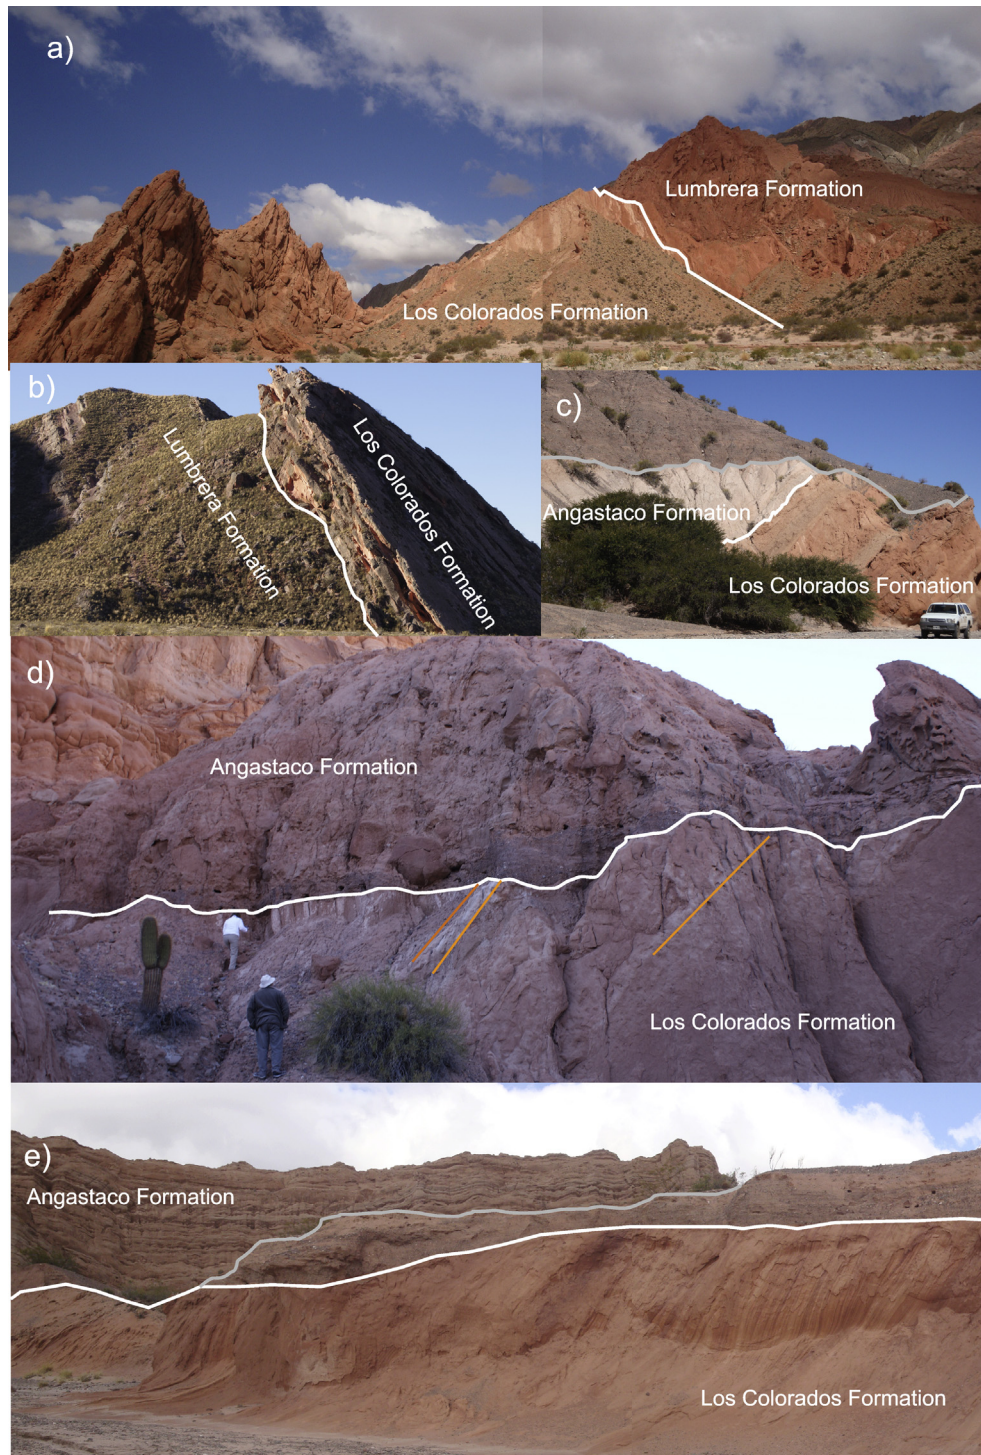 a)
Lumbrera Formation
Los Colorados Formation
b)
Lumbrera Formation
Los Colorados Formation
c)
Angastaco Formation
Los Colorados Formation
d)
Angastaco Formation
Los Colorados Formation
e)
Angastaco Formation
Los Colorados Formation